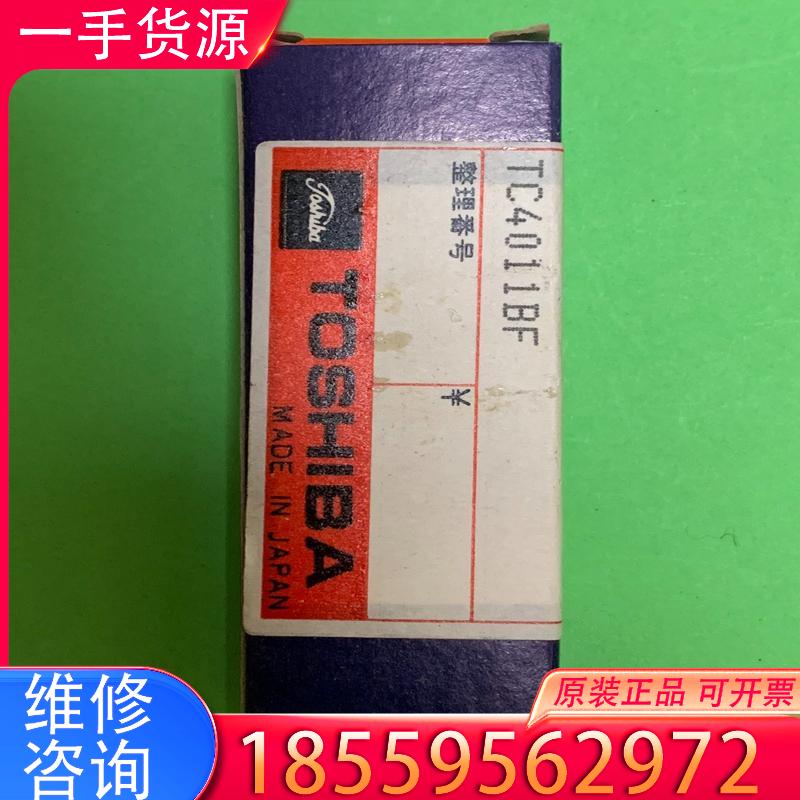 一手货源
TC4011BF
整理番号
¥
Toshiba
TOSHIBA
MADE IN JAPAN
维修
咨询
原装正品 可开票
18559562972